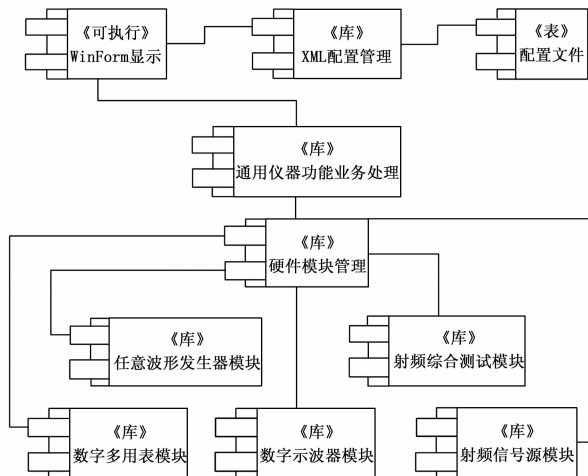 《可执行》
WinForm显示
《库》
XML配置管理
《表》
配置文件
《库》
通用仪器功能业务处理
《库》
硬件模块管理
《库》
任意波形发生器模块
《库》
射频综合测试模块
《库》
数字多用表模块
《库》
数字示波器模块
《库》
射频信号源模块